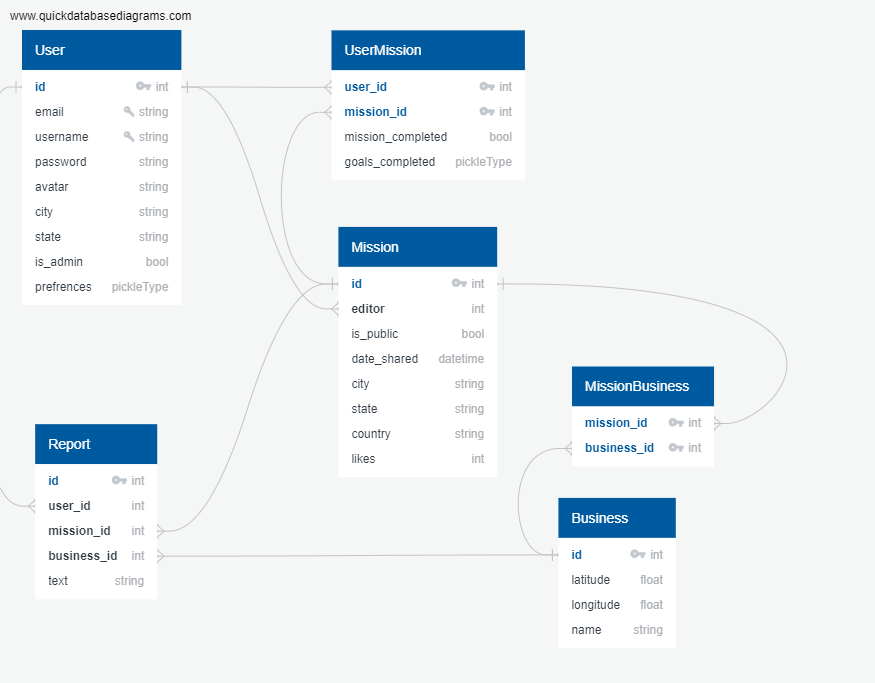 www.quickdatabasediagrams.com
User
id int
email string
username string
password string
avatar string
city string
state string
is_admin bool
prefrences pickleType
UserMission
user_id int
mission_id int
mission_completed bool
goals_completed pickleType
Mission
id int
editor int
is_public bool
date_shared datetime
city string
state string
country string
likes int
MissionBusiness
mission_id int
business_id int
Report
id int
user_id int
mission_id int
business_id int
text string
Business
id int
latitude float
longitude float
name string